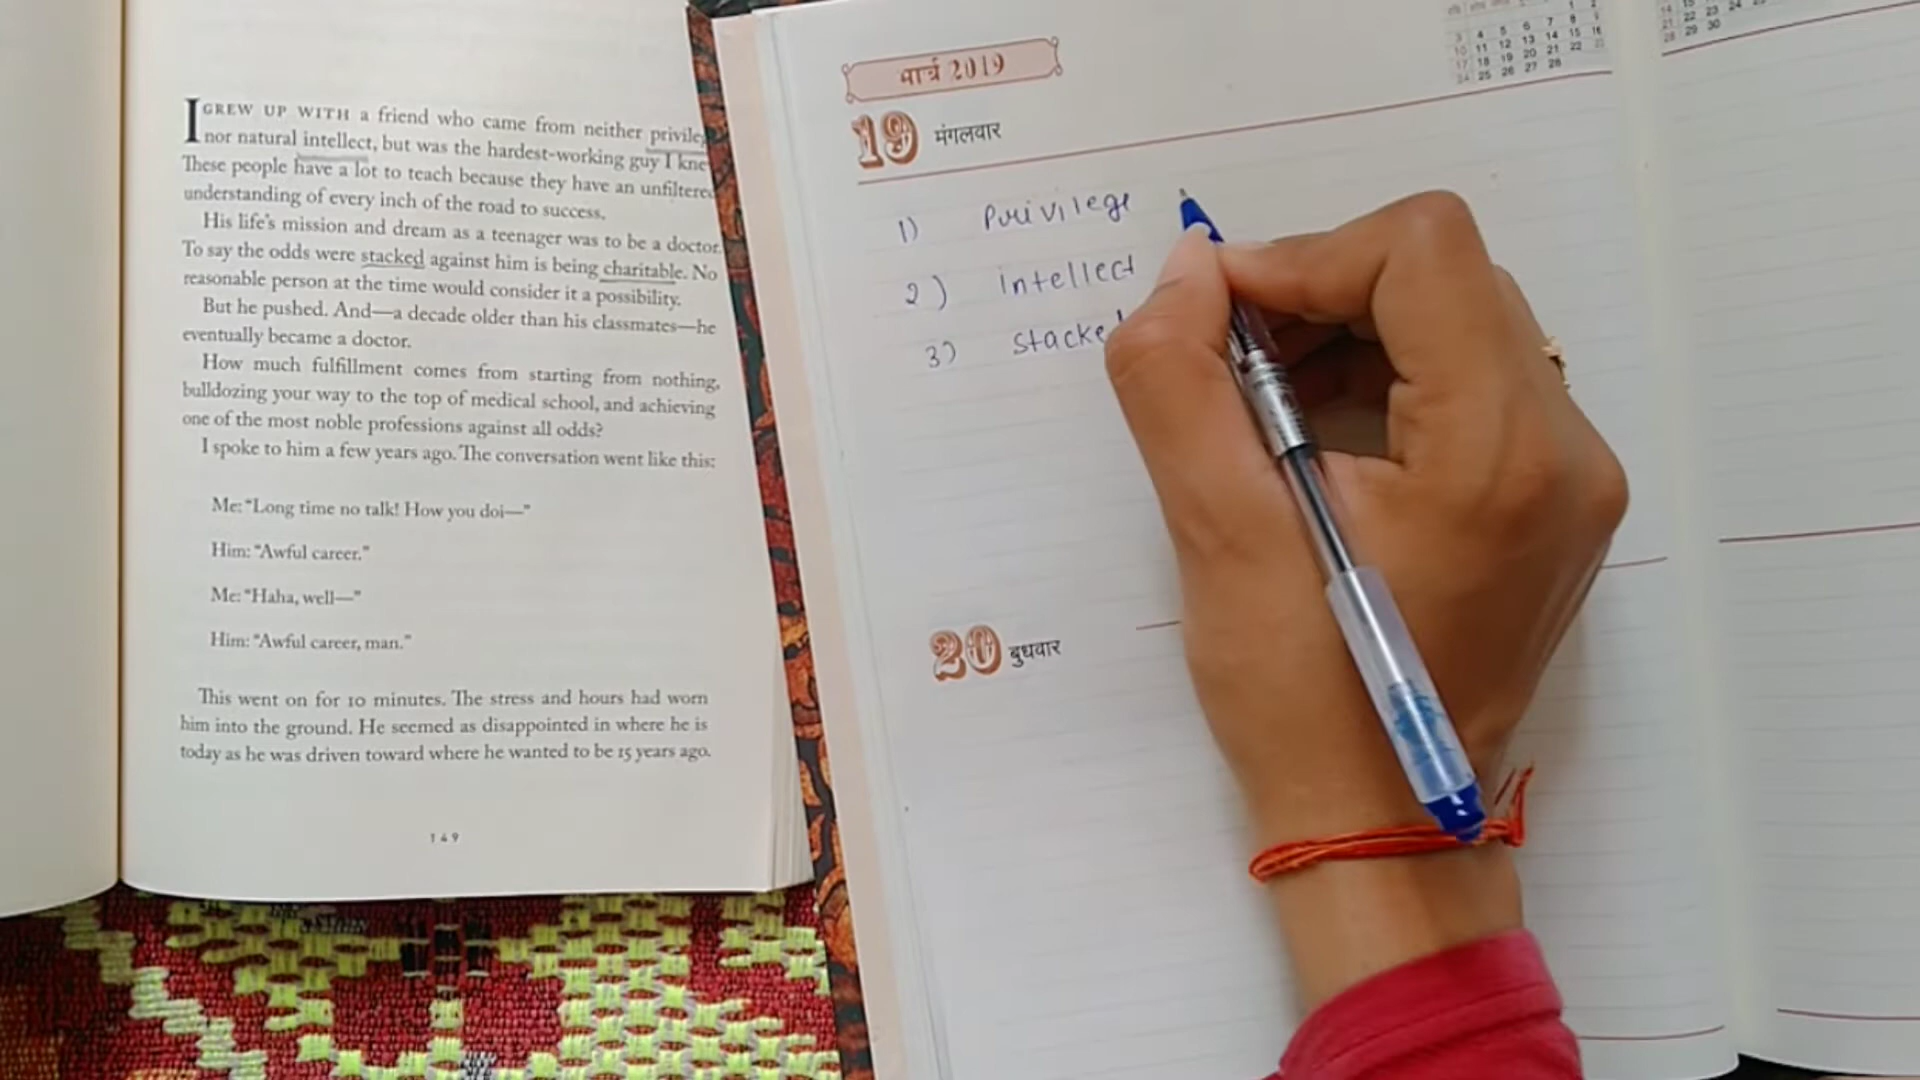 I GREW UP WITH a friend who came from neither
nor natural intellect, but was the hardest-working guy I
These people have a lot to teach because they have an
understanding of every inch of the road to success.
His life's mission and dream as a teenager was to be a doctor.
To say the odds were stacked against him is being charitable. No
reasonable person at the time would consider it a possibility.
But he pushed. And—a decade older than his classmates—he
eventually became a doctor.
How much fulfillment comes from starting from nothing,
bulldozing your way to the top of medical school, and achieving
one of the most noble professions against all odds?
I spoke to him a few years ago. The conversation went like this:
Me: "Long time no talk! How you doi—"
Him: "Awful career."
Me: "Haha, well—"
Him: "Awful career, man."
This went on for 10 minutes. The stress and hours had worn
him into the ground. He seemed as disappointed in where he is
today as he was driven toward where he wanted to be 15 years ago.
149
मार्च 2019
19 मंगलवार
1) Privilege
2) intellect
3)
20 बुधवार